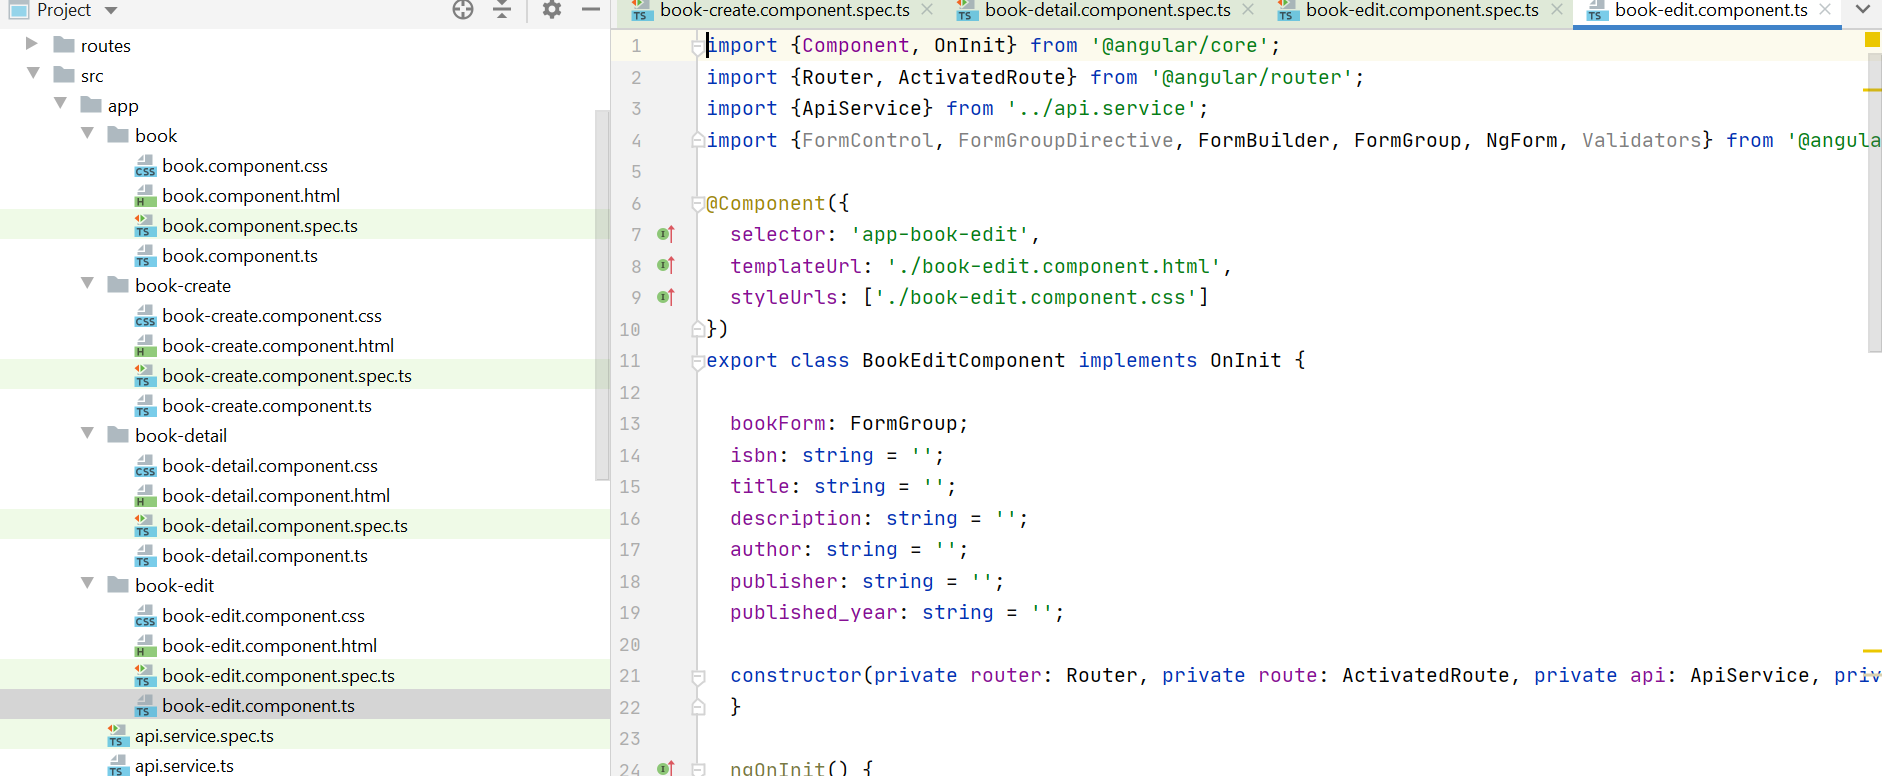 Project
routes
src
app
book
book.component.css
book.component.html
book.component.spec.ts
book.component.ts
book-create
book-create.component.css
book-create.component.html
book-create.component.spec.ts
book-create.component.ts
book-detail
book-detail.component.css
book-detail.component.html
book-detail.component.spec.ts
book-detail.component.ts
book-edit
book-edit.component.css
book-edit.component.html
book-edit.component.spec.ts
book-edit.component.ts
api.service.spec.ts
api.service.ts
book-create.component.spec.ts book-detail.component.spec.ts book-edit.component.spec.ts book-edit.component.ts
1 import {Component, OnInit} from '@angular/core';
2 import {Router, ActivatedRoute} from '@angular/router';
3 import {ApiService} from '../api.service';
4 import {FormControl, FormGroupDirective, FormBuilder, FormGroup, NgForm, Validators} from '@angula
5
6 @Component({
7 selector: 'app-book-edit',
8 templateUrl: './book-edit.component.html',
9 styleUrls: ['./book-edit.component.css']
10 })
11 export class BookEditComponent implements OnInit {
12
13 bookForm: FormGroup;
14 isbn: string = '';
15 title: string = '';
16 description: string = '';
17 author: string = '';
18 publisher: string = '';
19 published_year: string = '';
20
21 constructor(private router: Router, private route: ActivatedRoute, private api: ApiService, priv
22 }
23
24 ngOnInit() {